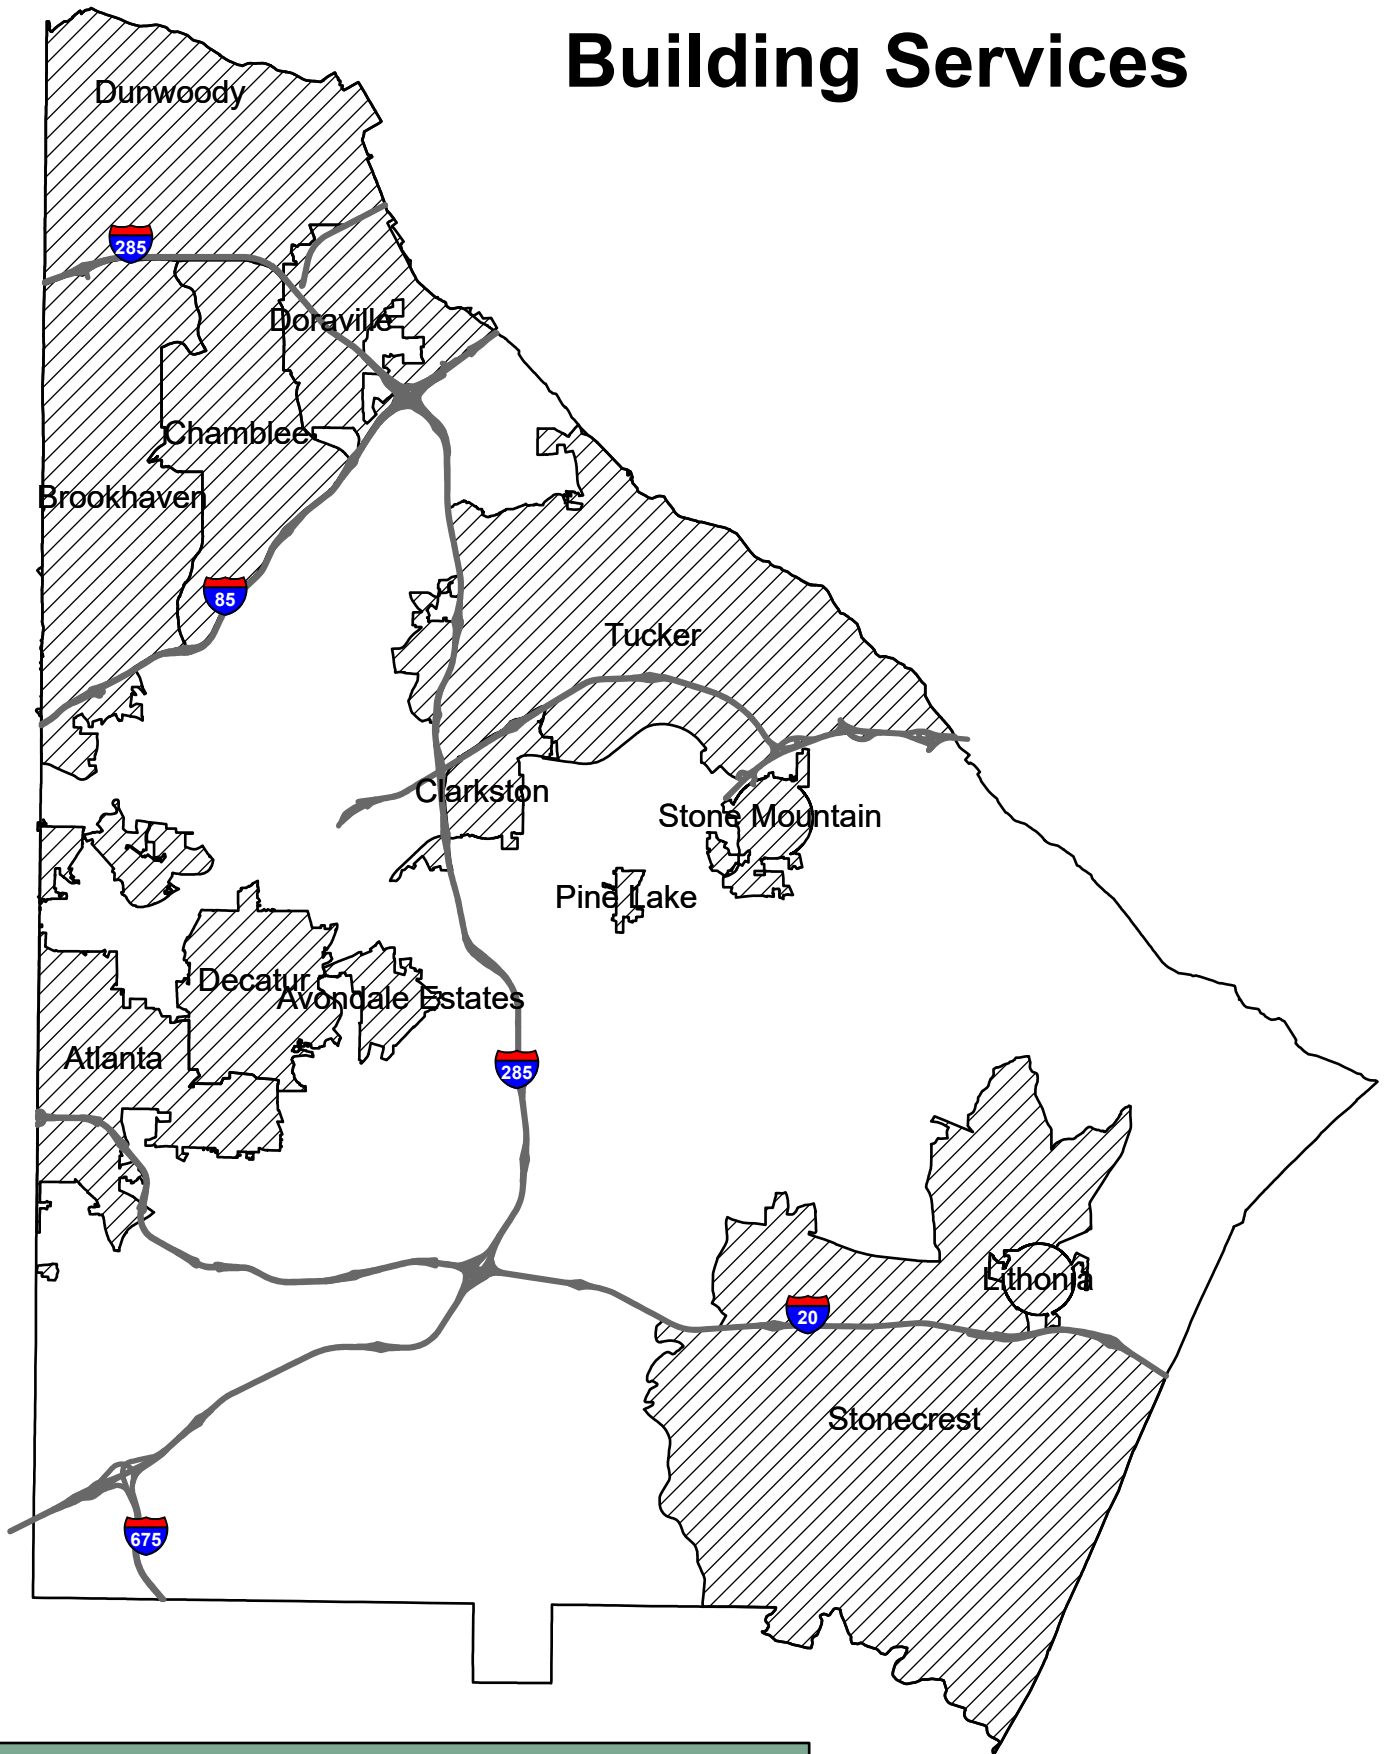 Building Services
Dunwoody
285
Doraville
Chamblee
Brookhaven
85
Tucker
Clarkston
Stone Mountain
Pine Lake
Decatur
Avondale Estates
Atlanta
285
Lithonia
20
Stonecrest
675